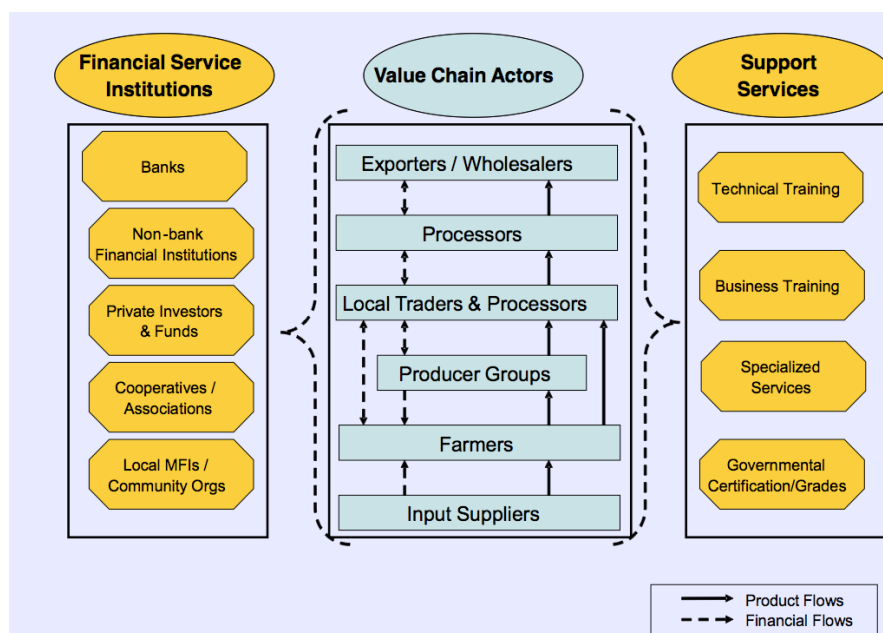 Financial Service
Institutions
Value Chain Actors
Support
Services
Banks
Non-bank
Financial Institutions
Private Investors
& Funds
Cooperatives /
Associations
Local MFIs /
Community Orgs
Exporters / Wholesalers
Processors
Local Traders & Processors
Producer Groups
Farmers
Input Suppliers
Technical Training
Business Training
Specialized
Services
Governmental
Certification/Grades
Product Flows
Financial Flows